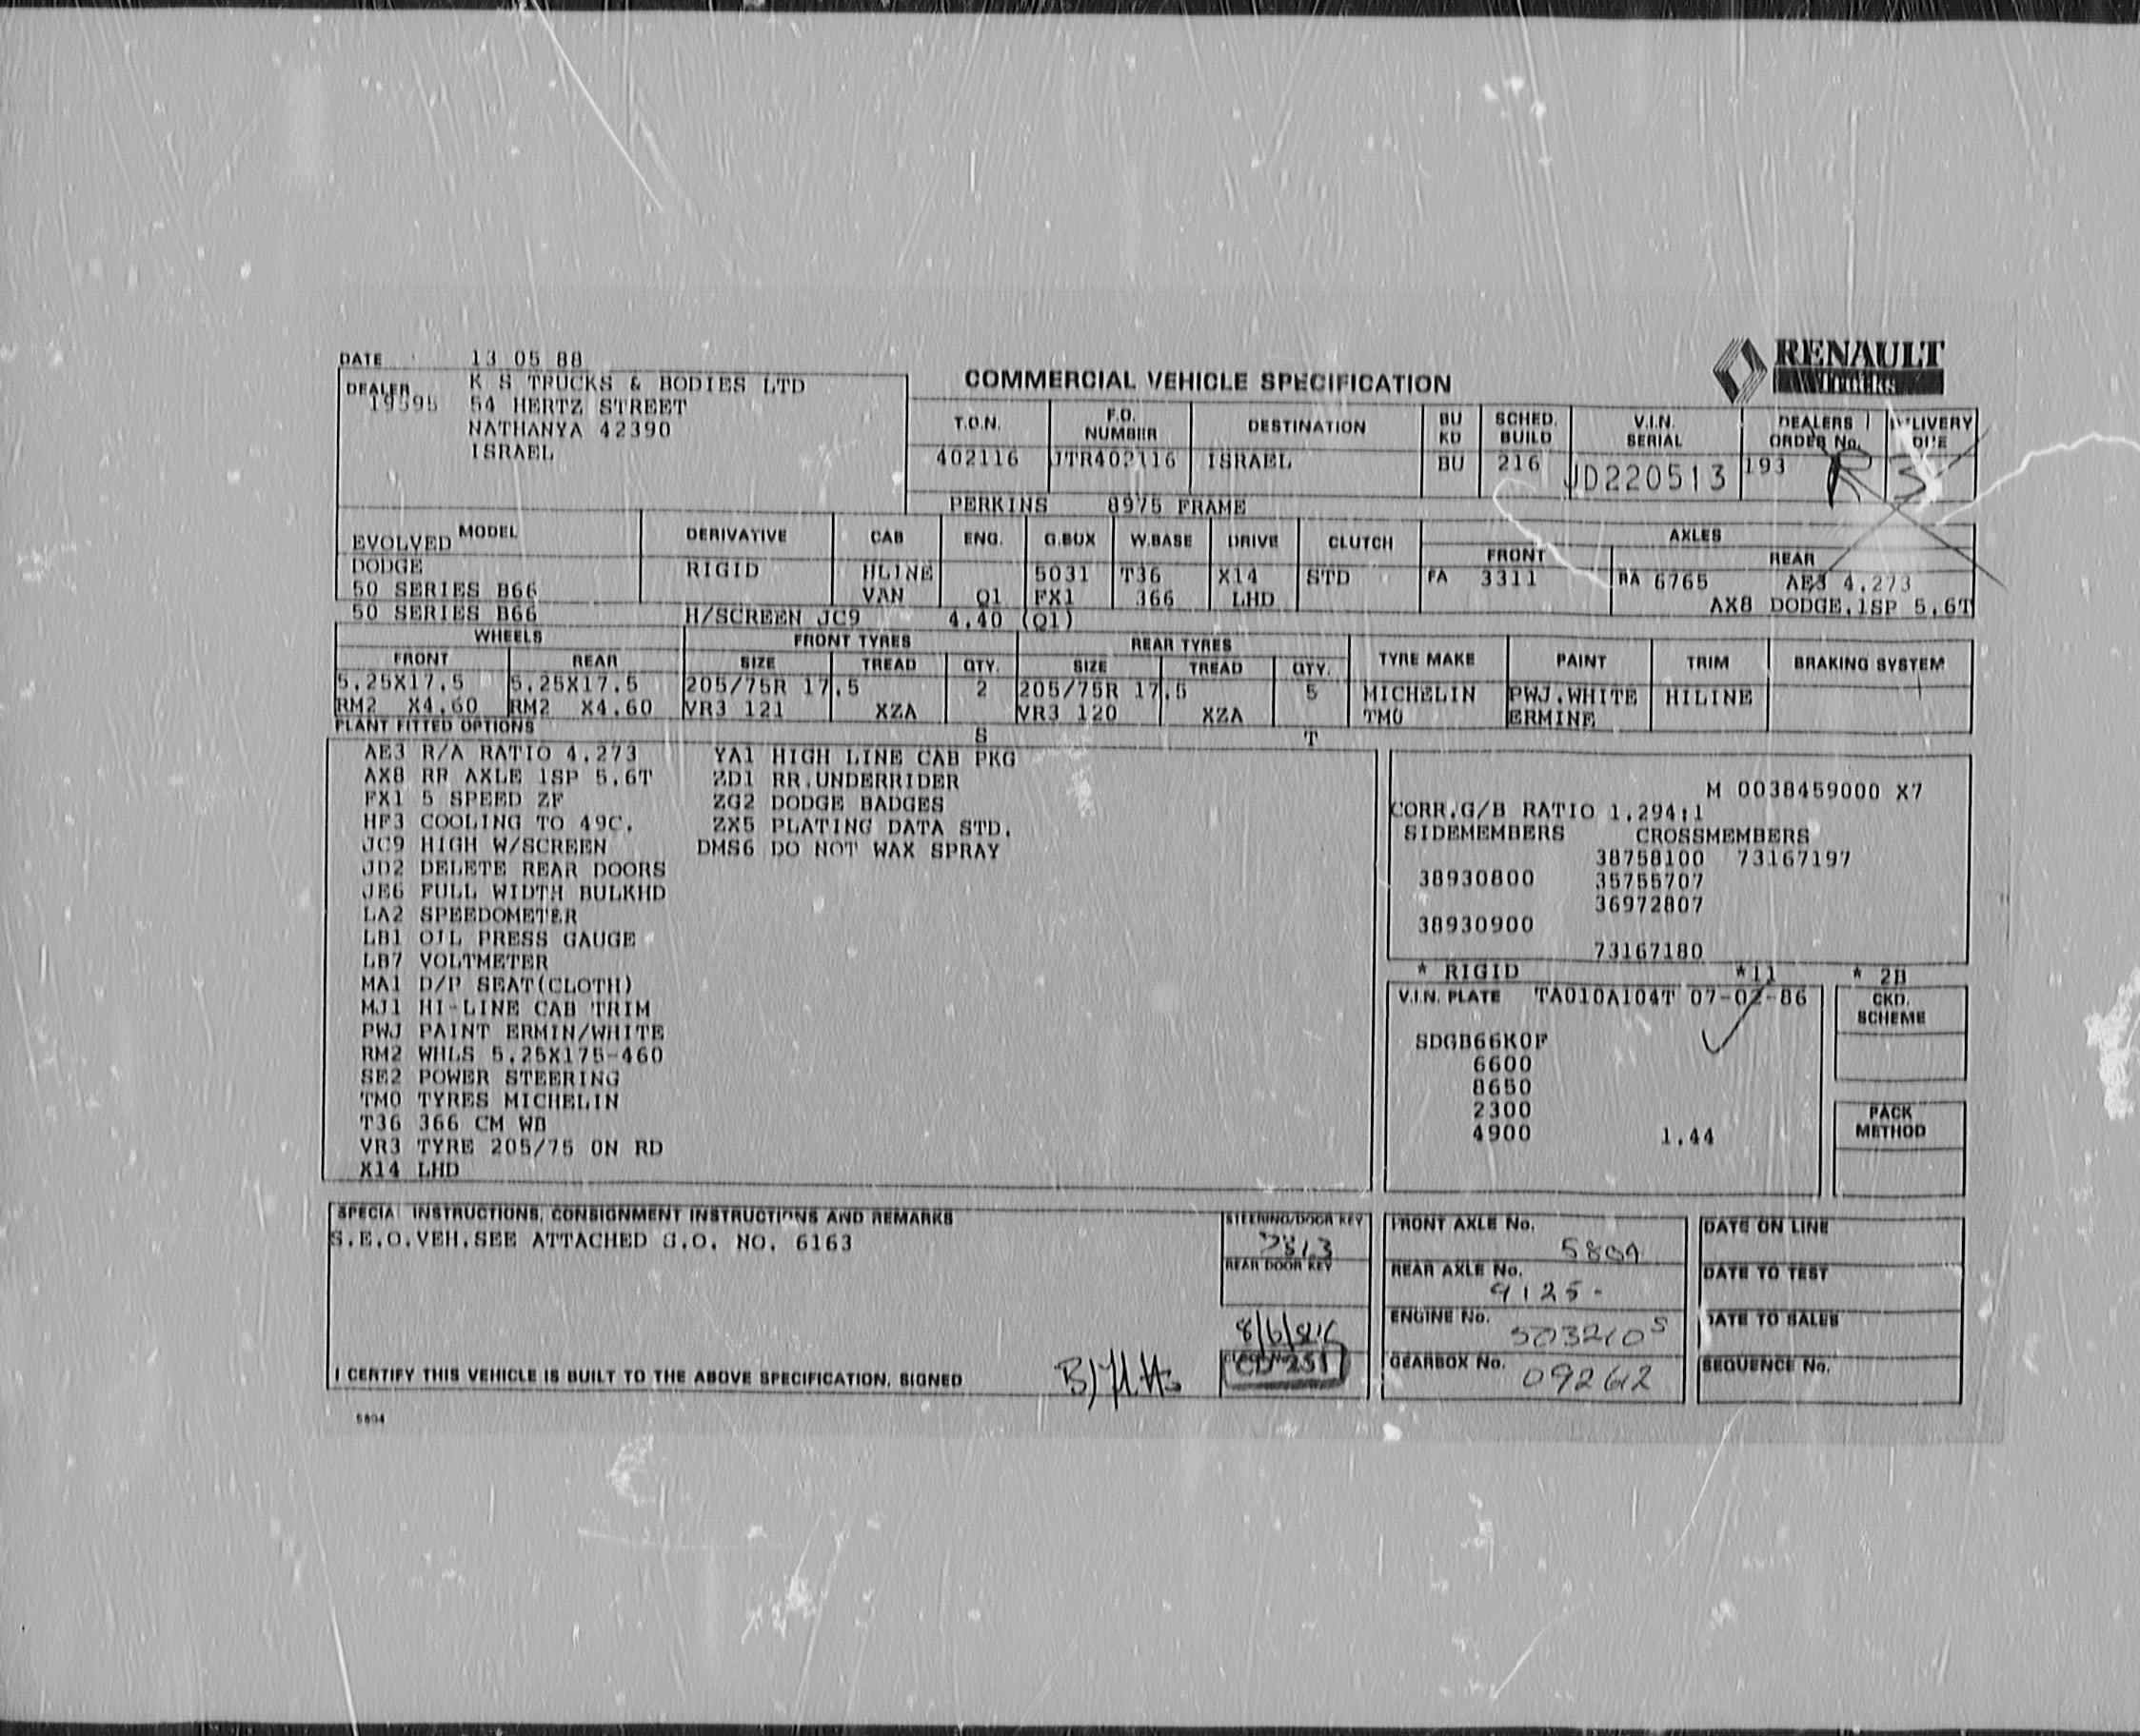 DATE 13 05 88
RENAULT
DEALER K S TRUCKS & BODIES LTD
19595 54 HERTZ STREET
NATHANYA 42390
ISRAEL
COMMERCIAL VEHICLE SPECIFICATION
T.O.N. F.O. NUMBER DESTINATION BU KD SCHED. BUILD V.I.N. SERIAL DEALERS ORDER No.
402116 JTR402116 ISRAEL BU 216 JD220513 193 R
PERKINS 8975 FRAME
MODEL DERIVATIVE CAB ENG. G.BOX W.BASE DRIVE CLUTCH AXLES
FRONT REAR
EVOLVED
DODGE RIGID HLINE 5031 T36 X14 STD FA 3311 RA 6765 AE3 4.273
50 SERIES B66 VAN Q1 FX1 366 LHD AX8 DODGE.1SP 5.6T
50 SERIES B66 H/SCREEN JC9 4.40 (Q1)
WHEELS FRONT TYRES REAR TYRES TYRE MAKE PAINT TRIM BRAKING SYSTEM
FRONT REAR SIZE TREAD QTY. SIZE TREAD QTY.
5.25X17.5 5.25X17.5 205/75R 17.5 2 205/75R 17.5 5 MICHELIN PWJ.WHITE HILINE
RM2 X4.60 RM2 X4.60 VR3 121 XZA VR3 120 XZA TM0 ERMINE
S T
PLANT FITTED OPTIONS
AE3 R/A RATIO 4.273
AX8 RR AXLE 1SP 5.6T
FX1 5 SPEED ZF
HF3 COOLING TO 49C.
JC9 HIGH W/SCREEN
JD2 DELETE REAR DOORS
JE6 FULL WIDTH BULKHD
LA2 SPEEDOMETER
LB1 OIL PRESS GAUGE
LB7 VOLTMETER
MA1 D/P SEAT(CLOTH)
MJ1 HI-LINE CAB TRIM
PWJ PAINT ERMIN/WHITE
RM2 WHLS 5.25X175-460
SE2 POWER STEERING
TM0 TYRES MICHELIN
T36 366 CM WB
VR3 TYRE 205/75 ON RD
X14 LHD
YA1 HIGH LINE CAB PKG
ZD1 RR.UNDERRIDER
ZG2 DODGE BADGES
ZX5 PLATING DATA STD.
DMS6 DO NOT WAX SPRAY
M 0038459000 X7
CORR.G/B RATIO 1.294:1
SIDEMEMBERS CROSSMEMBERS
38758100 73167197
38930800 35755707
36972807
38930900
73167180
* RIGID *11 * 2B
V.I.N. PLATE TA010A104T 07-02-86
SDGB66K0F
6600
8650
2300
4900 1.44
CKD. SCHEME
PACK METHOD
SPECIAL INSTRUCTIONS, CONSIGNMENT INSTRUCTIONS AND REMARKS
S.E.O.VEH.SEE ATTACHED S.O. NO. 6163
I CERTIFY THIS VEHICLE IS BUILT TO THE ABOVE SPECIFICATION. SIGNED
STEERING/DOOR KEY
REAR DOOR KEY
FRONT AXLE No.
REAR AXLE No. 9125
ENGINE No.
GEARBOX No.
DATE ON LINE
DATE TO TEST
DATE TO SALES
SEQUENCE No.
5804